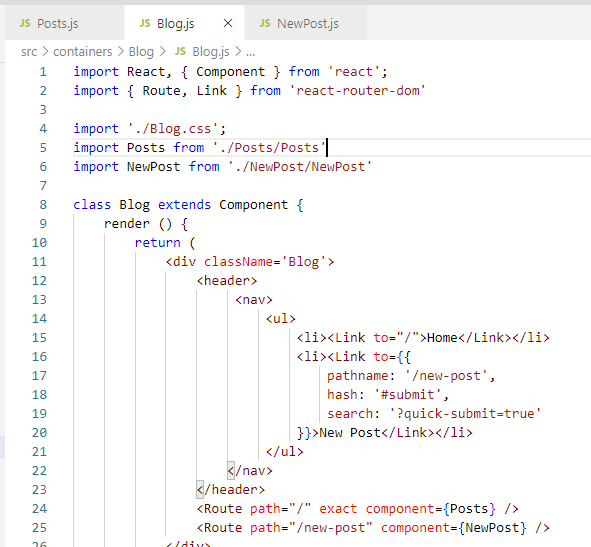 JS Posts.js JS Blog.js × JS NewPost.js
src > containers > Blog > JS Blog.js > ...
1 import React, { Component } from 'react';
2 import { Route, Link } from 'react-router-dom'
3
4 import './Blog.css';
5 import Posts from './Posts/Posts'
6 import NewPost from './NewPost/NewPost'
7
8 class Blog extends Component {
9 render () {
10 return (
11 <div className='Blog'>
12 <header>
13 <nav>
14 <ul>
15 <li><Link to="/">Home</Link></li>
16 <li><Link to={{
17 pathname: '/new-post',
18 hash: '#submit',
19 search: '?quick-submit=true'
20 }}>New Post</Link></li>
21 </ul>
22 </nav>
23 </header>
24 <Route path="/" exact component={Posts} />
25 <Route path="/new-post" component={NewPost} />
26 </div>